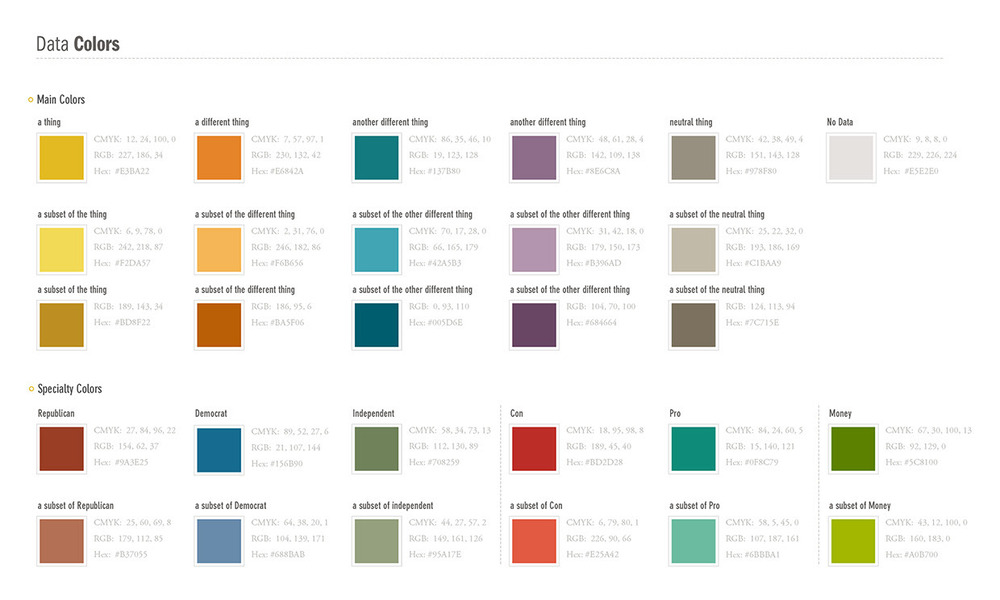 Data Colors
Main Colors
a thing
CMYK: 12, 24, 100, 0
RGB: 227, 186, 34
Hex: #E3BA22
a different thing
CMYK: 7, 57, 97, 1
RGB: 230, 132, 42
Hex: #E6842A
another different thing
CMYK: 86, 35, 46, 10
RGB: 19, 123, 128
Hex: #137B80
another different thing
CMYK: 48, 61, 28, 4
RGB: 142, 109, 138
Hex: #8E6C8A
neutral thing
CMYK: 42, 38, 49, 4
RGB: 151, 143, 128
Hex: #978F80
No Data
CMYK: 9, 8, 8, 0
RGB: 229, 226, 224
Hex: #E5E2E0
a subset of the thing
CMYK: 6, 9, 78, 0
RGB: 242, 218, 87
Hex: #F2DA57
a subset of the different thing
CMYK: 2, 31, 76, 0
RGB: 246, 182, 86
Hex: #F6B656
a subset of the other different thing
CMYK: 70, 17, 28, 0
RGB: 66, 165, 179
Hex: #42A5B3
a subset of the other different thing
CMYK: 31, 42, 18, 0
RGB: 179, 150, 173
Hex: #B396AD
a subset of the neutral thing
CMYK: 25, 22, 32, 0
RGB: 193, 186, 169
Hex: #C1BAA9
a subset of the thing
RGB: 189, 143, 34
Hex: #BD8F22
a subset of the different thing
RGB: 186, 95, 6
Hex: #BA5F06
a subset of the other different thing
RGB: 0, 93, 110
Hex: #005D6E
a subset of the other different thing
RGB: 104, 70, 100
Hex: #684664
a subset of the neutral thing
RGB: 124, 113, 94
Hex: #7C715E
Specialty Colors
Republican
CMYK: 27, 84, 96, 22
RGB: 154, 62, 37
Hex: #9A3E25
Democrat
CMYK: 89, 52, 27, 6
RGB: 21, 107, 144
Hex: #156B90
Independent
CMYK: 58, 34, 73, 13
RGB: 112, 130, 89
Hex: #708259
Con
CMYK: 18, 95, 98, 8
RGB: 189, 45, 40
Hex: #BD2D28
Pro
CMYK: 84, 24, 60, 5
RGB: 15, 140, 121
Hex: #0F8C79
Money
CMYK: 67, 30, 100, 13
RGB: 92, 129, 0
Hex: #5C8100
a subset of Republican
CMYK: 25, 60, 69, 8
RGB: 179, 112, 85
Hex: #B37055
a subset of Democrat
CMYK: 64, 38, 20, 1
RGB: 104, 139, 171
Hex: #688BAB
a subset of independent
CMYK: 44, 27, 57, 2
RGB: 149, 161, 126
Hex: #95A17E
a subset of Con
CMYK: 6, 79, 80, 1
RGB: 226, 90, 66
Hex: #E25A42
a subset of Pro
CMYK: 58, 5, 45, 0
RGB: 107, 187, 161
Hex: #6BBBA1
a subset of Money
CMYK: 43, 12, 100, 0
RGB: 160, 183, 0
Hex: #A0B700